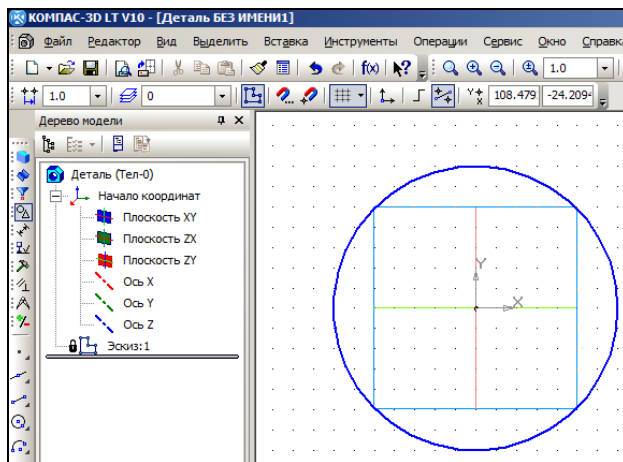 КОМПАС-3D LT V10 - [Деталь БЕЗ ИМЕНИ1]
Файл Редактор Вид Выделить Вставка Инструменты Операции Сервис Окно Справка
f(x) 1.0
1.0 0 Y X 108.479 -24.209
Дерево модели
Деталь (Тел-0)
Начало координат
Плоскость XY
Плоскость ZX
Плоскость ZY
Ось X
Ось Y
Ось Z
Эскиз:1
Y
X